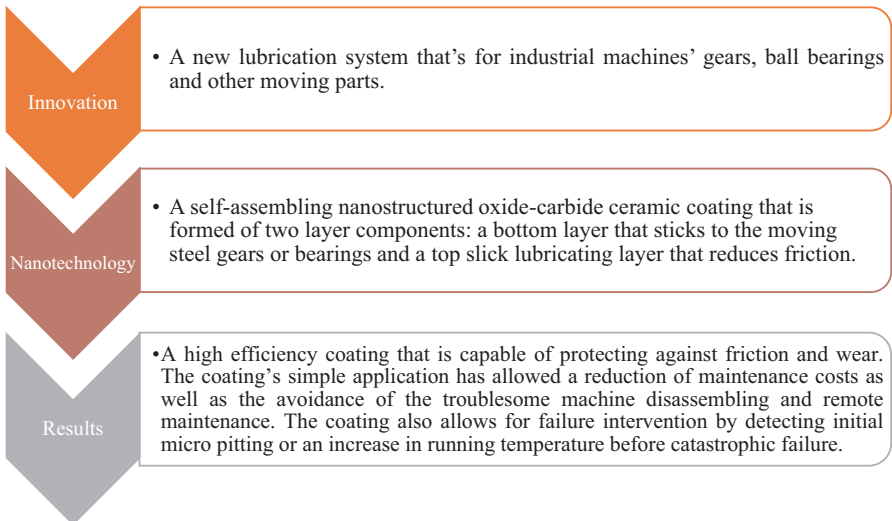 Innovation
• A new lubrication system that’s for industrial machines’ gears, ball bearings
and other moving parts.
Nanotechnology
• A self-assembling nanostructured oxide-carbide ceramic coating that is
formed of two layer components: a bottom layer that sticks to the moving
steel gears or bearings and a top slick lubricating layer that reduces friction.
Results
•A high efficiency coating that is capable of protecting against friction and wear.
The coating’s simple application has allowed a reduction of maintenance costs as
well as the avoidance of the troublesome machine disassembling and remote
maintenance. The coating also allows for failure intervention by detecting initial
micro pitting or an increase in running temperature before catastrophic failure.